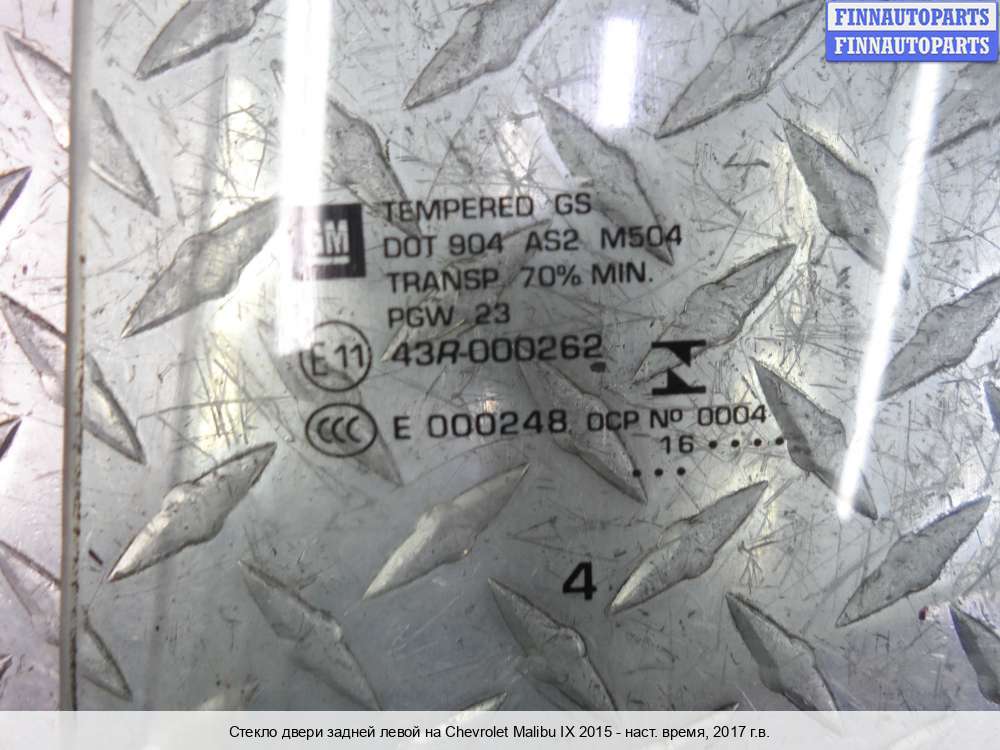 FINNAUTOPARTS
FINNAUTOPARTS
TEMPERED GS
GM
DOT 904 AS2 M504
TRANSP. 70% MIN.
PGW 23
E11 43R-000262
CCC E 000248 OCP Nº 0004
16
4
Стекло двери задней левой на Chevrolet Malibu IX 2015 - наст. время, 2017 г.в.